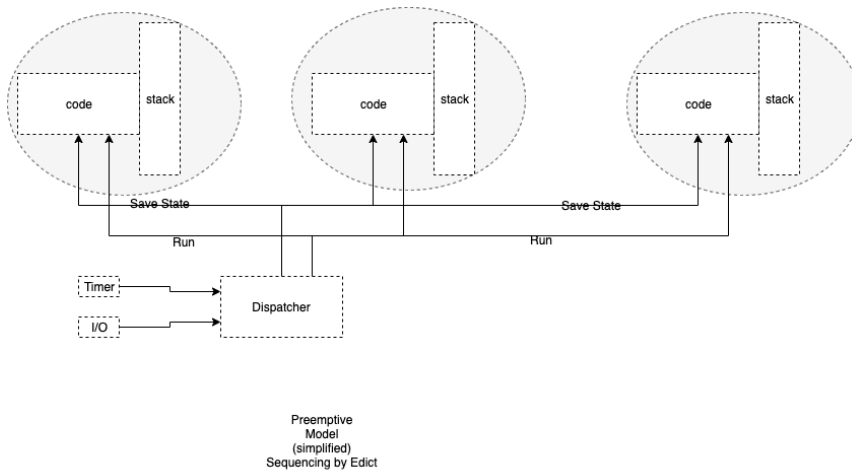 code
stack
code
stack
code
stack
Save State
Save State
Run
Run
Timer
Dispatcher
I/O
Preemptive
Model
(simplified)
Sequencing by Edict